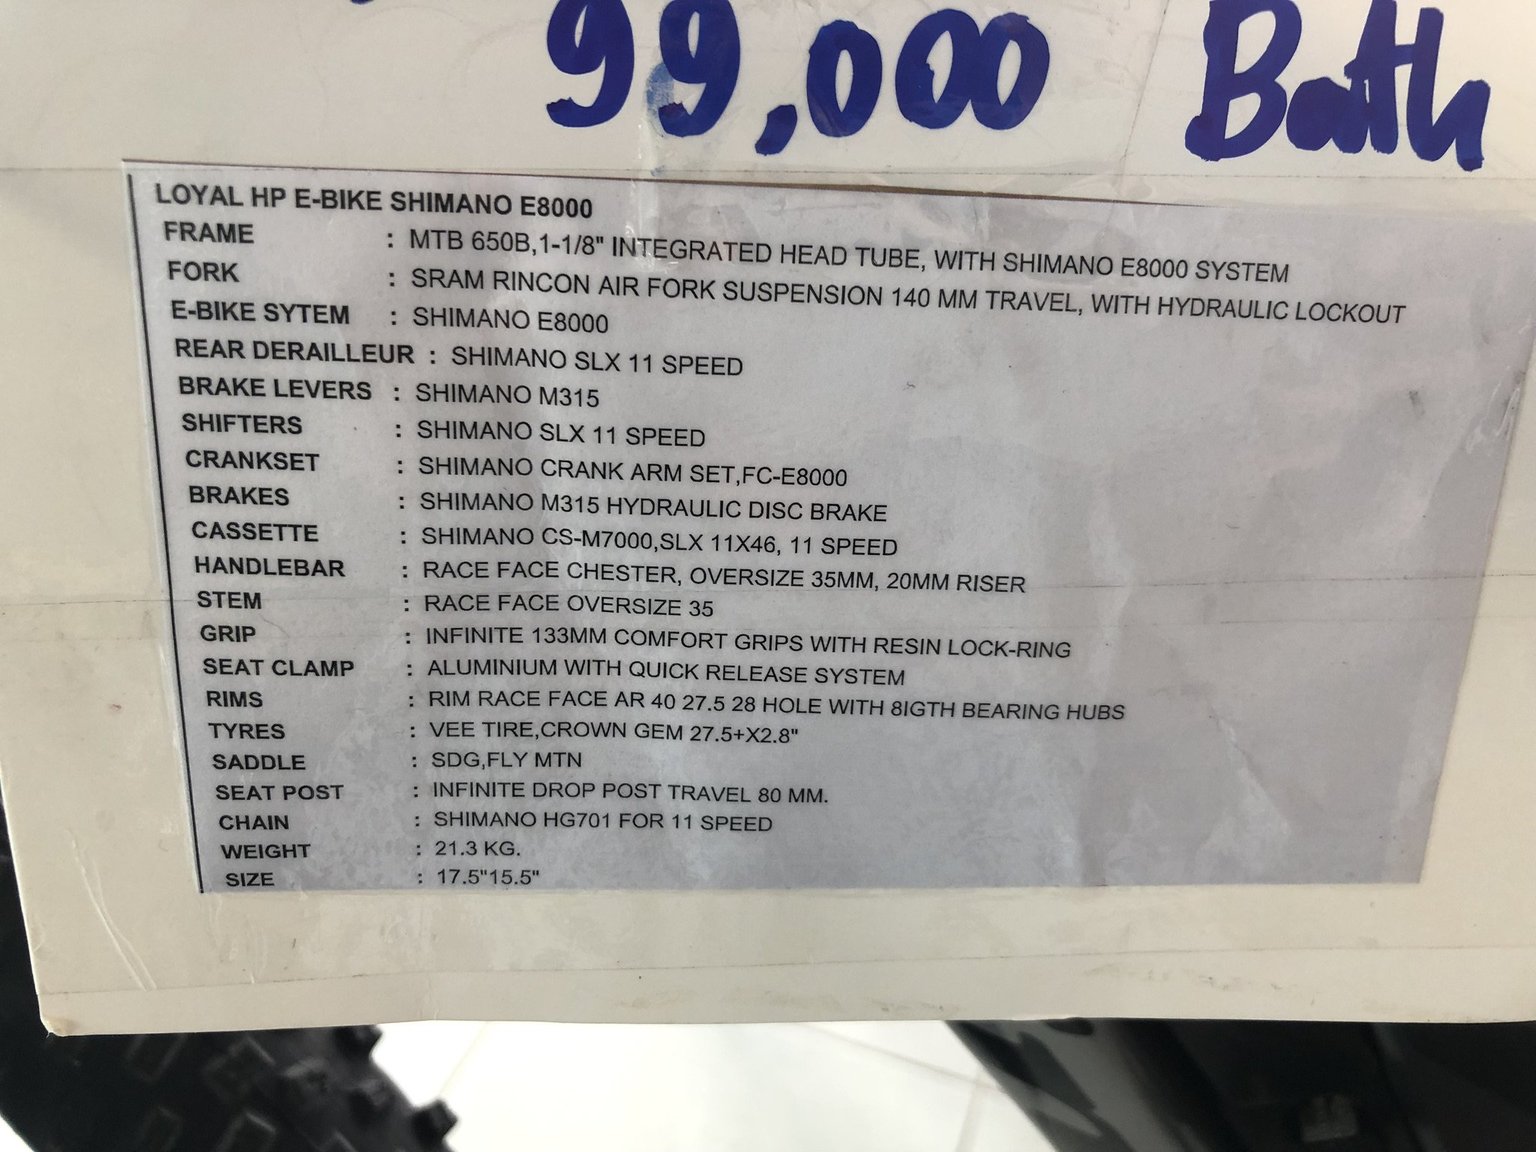 99,000 Bath
LOYAL HP E-BIKE SHIMANO E8000
FRAME : MTB 650B,1-1/8" INTEGRATED HEAD TUBE, WITH SHIMANO E8000 SYSTEM
FORK : SRAM RINCON AIR FORK SUSPENSION 140 MM TRAVEL, WITH HYDRAULIC LOCKOUT
E-BIKE SYTEM : SHIMANO E8000
REAR DERAILLEUR : SHIMANO SLX 11 SPEED
BRAKE LEVERS : SHIMANO M315
SHIFTERS : SHIMANO SLX 11 SPEED
CRANKSET : SHIMANO CRANK ARM SET,FC-E8000
BRAKES : SHIMANO M315 HYDRAULIC DISC BRAKE
CASSETTE : SHIMANO CS-M7000,SLX 11X46, 11 SPEED
HANDLEBAR : RACE FACE CHESTER, OVERSIZE 35MM, 20MM RISER
STEM : RACE FACE OVERSIZE 35
GRIP : INFINITE 133MM COMFORT GRIPS WITH RESIN LOCK-RING
SEAT CLAMP : ALUMINIUM WITH QUICK RELEASE SYSTEM
RIMS : RIM RACE FACE AR 40 27.5 28 HOLE WITH 8IGTH BEARING HUBS
TYRES : VEE TIRE,CROWN GEM 27.5+X2.8"
SADDLE : SDG,FLY MTN
SEAT POST : INFINITE DROP POST TRAVEL 80 MM.
CHAIN : SHIMANO HG701 FOR 11 SPEED
WEIGHT : 21.3 KG.
SIZE : 17.5"15.5"